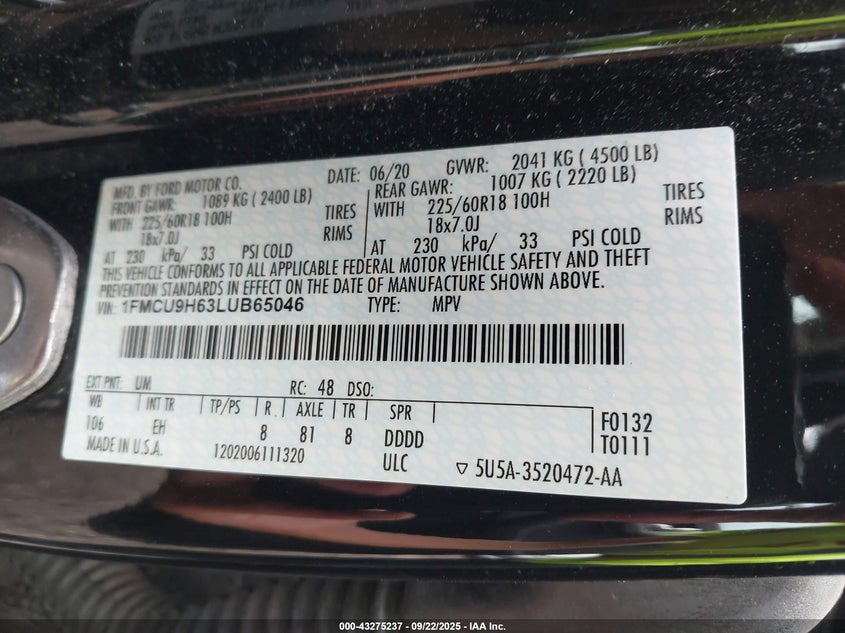 MFD. BY FORD MOTOR CO.
DATE: 06/20 GVWR: 2041 KG ( 4500 LB)
FRONT GAWR: 1089 KG ( 2400 LB) REAR GAWR: 1007 KG ( 2220 LB)
WITH 225/60R18 100H TIRES WITH 225/60R18 100H TIRES
18x7.0J RIMS 18x7.0J RIMS
AT 230 kPa/ 33 PSI COLD AT 230 kPa/ 33 PSI COLD
THIS VEHICLE CONFORMS TO ALL APPLICABLE FEDERAL MOTOR VEHICLE SAFETY AND THEFT
PREVENTION STANDARDS IN EFFECT ON THE DATE OF MANUFACTURE SHOWN ABOVE.
VIN: 1FMCU9H63LUB65046 TYPE: MPV
EXT PNT: UM RC: 48 DSO:
WB INT TR TP/PS R AXLE TR SPR
106 EH 8 81 8 DDDD
F0132
T0111
MADE IN U.S.A. 1202006111320 ULC
▽ 5U5A-3520472-AA
000-43275237 - 09/22/2025 - IAA Inc.